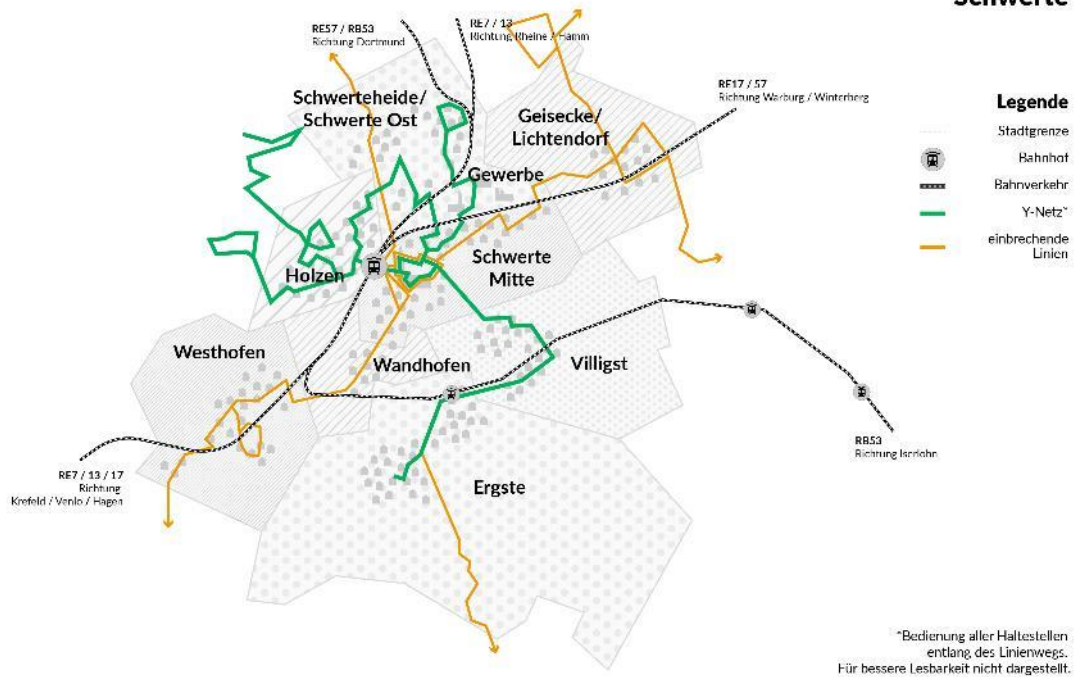 Schwerte
RE57 / RB53
Richtung Dortmund
RE7 / 13
Richtung Rheine / Hamm
RE17 / 57
Richtung Warburg / Winterberg
Schwerteheide/
Schwerte Ost
Geisecke/
Lichtendorf
Gewerbe
Holzen
Schwerte
Mitte
Westhofen
Wandhofen
Villigst
Ergste
RB53
Richtung Iserlohn
RE7 / 13 / 17
Richtung
Krefeld / Venlo / Hagen
Legende
Stadtgrenze
Bahnhof
Bahnverkehr
Y-Netz*
einbrechende
Linien
*Bedienung aller Haltestellen
entlang des Linienwegs.
Für bessere Lesbarkeit nicht dargestellt.